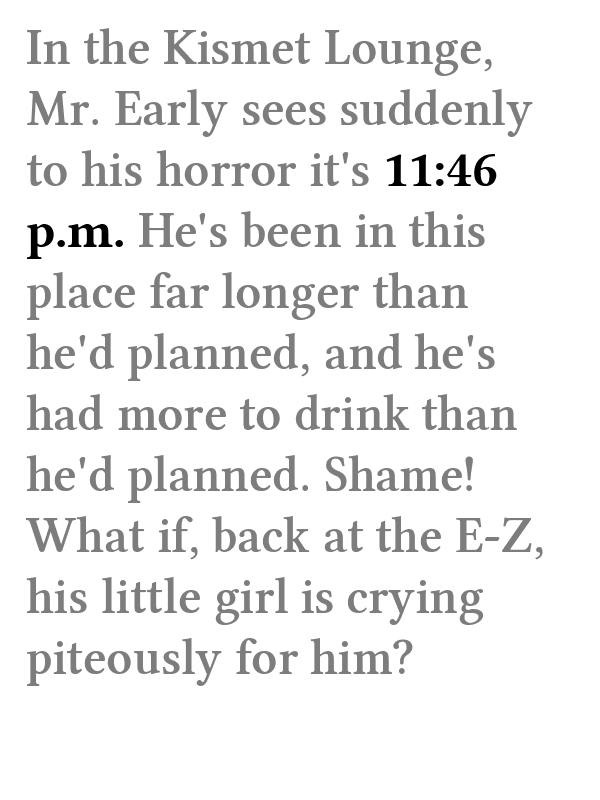 In the Kismet Lounge,
Mr. Early sees suddenly
to his horror it's 11:46
p.m. He's been in this
place far longer than
he'd planned, and he's
had more to drink than
he'd planned. Shame!
What if, back at the E-Z,
his little girl is crying
piteously for him?